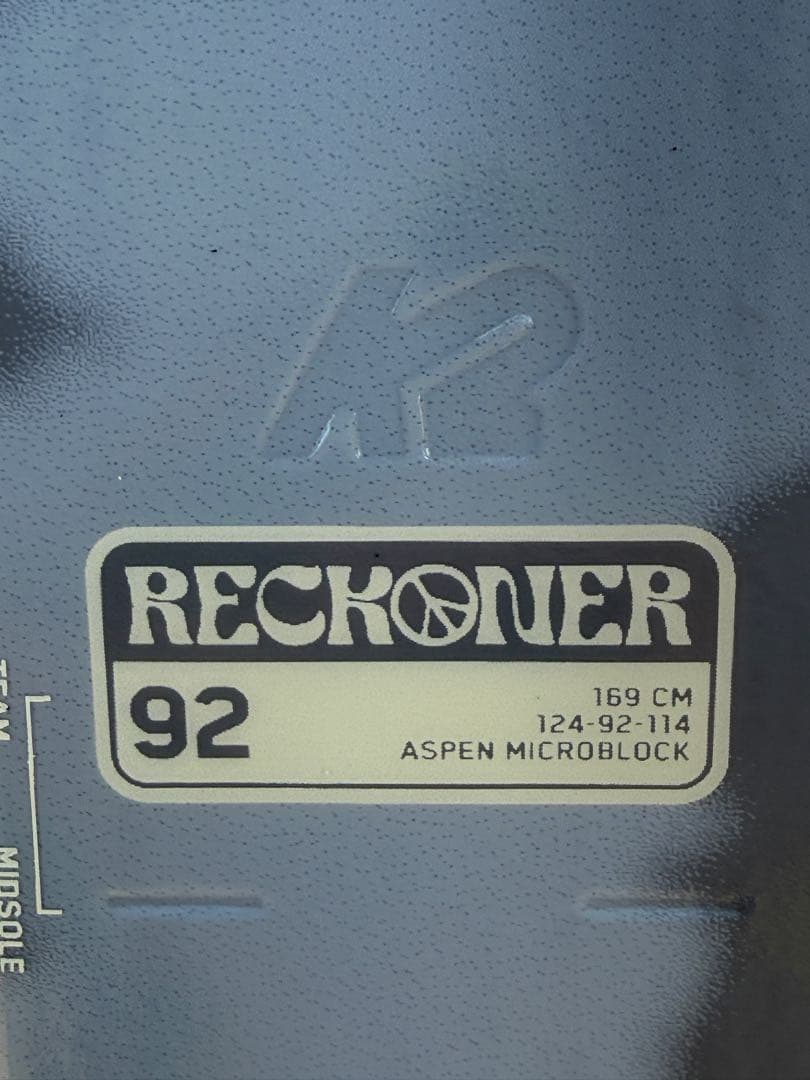 K2
RECKONER
92
169 CM
124-92-114
ASPEN MICROBLOCK
TEAM
MIDSOLE